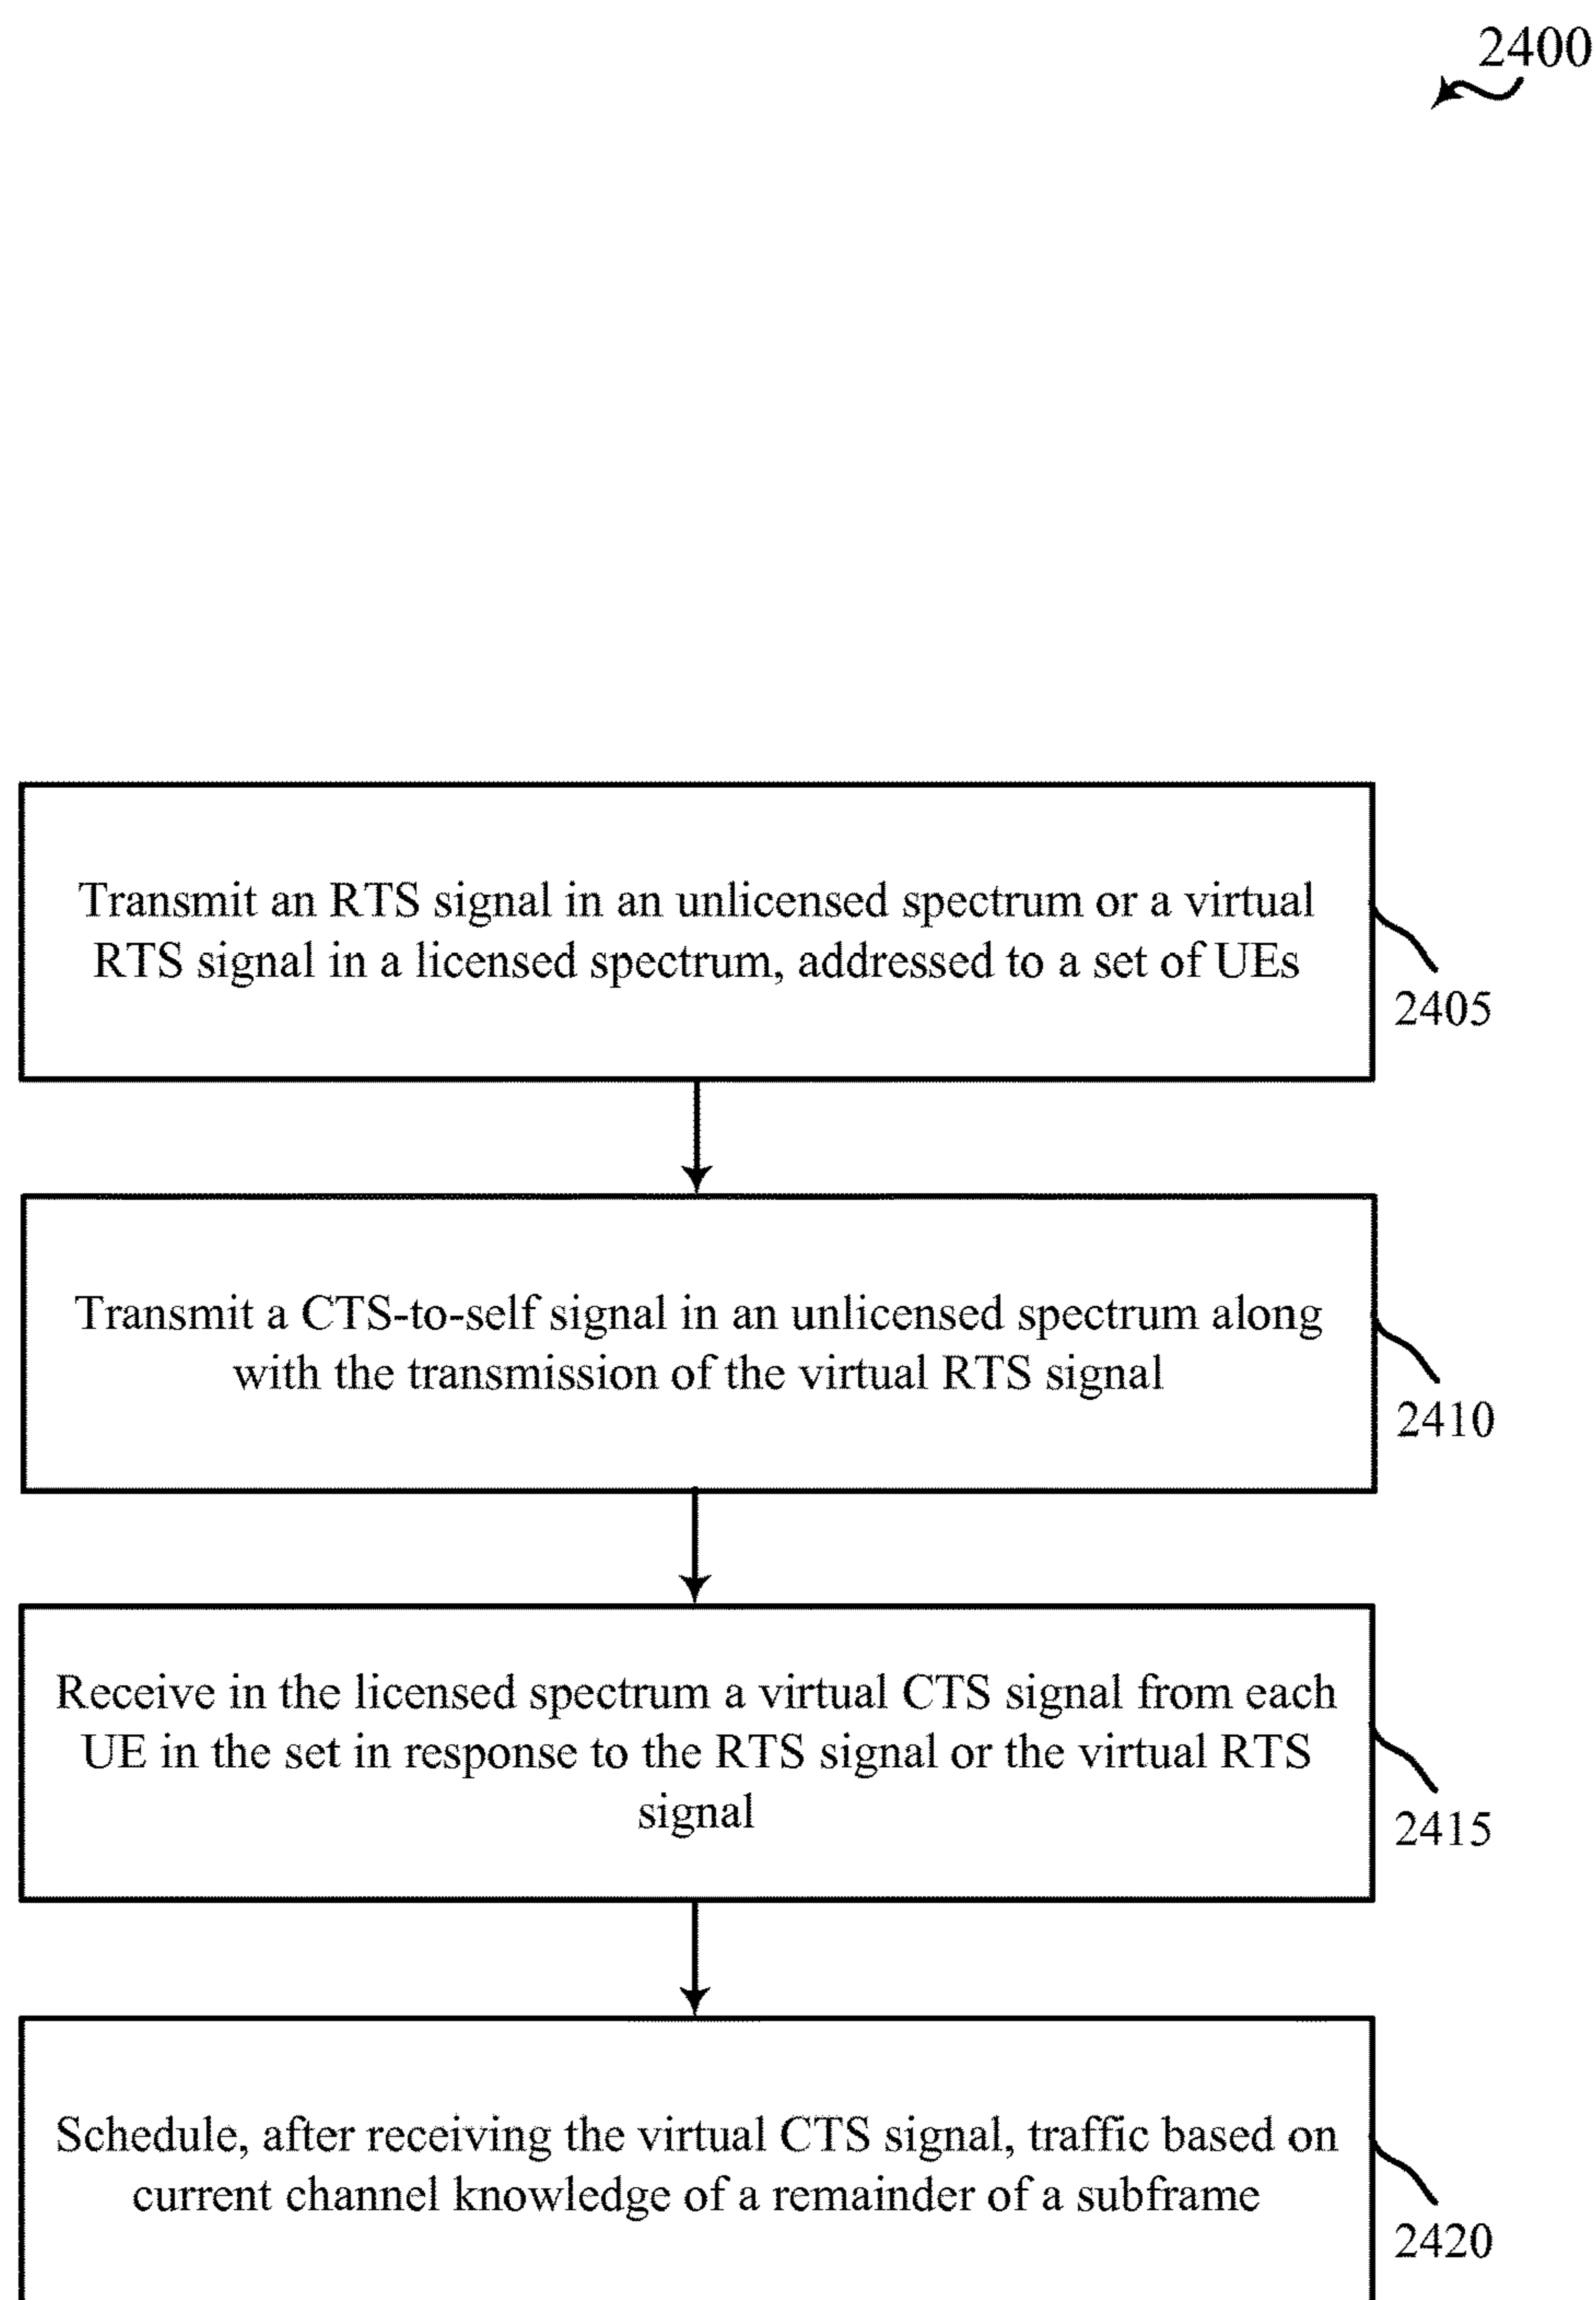 2400
Transmit an RTS signal in an unlicensed spectrum or a virtual
RTS signal in a licensed spectrum, addressed to a set of UEs
2405
Transmit a CTS-to-self signal in an unlicensed spectrum along
with the transmission of the virtual RTS signal
2410
Receive in the licensed spectrum a virtual CTS signal from each
UE in the set in response to the RTS signal or the virtual RTS
signal
2415
Schedule, after receiving the virtual CTS signal, traffic based on
current channel knowledge of a remainder of a subframe
2420